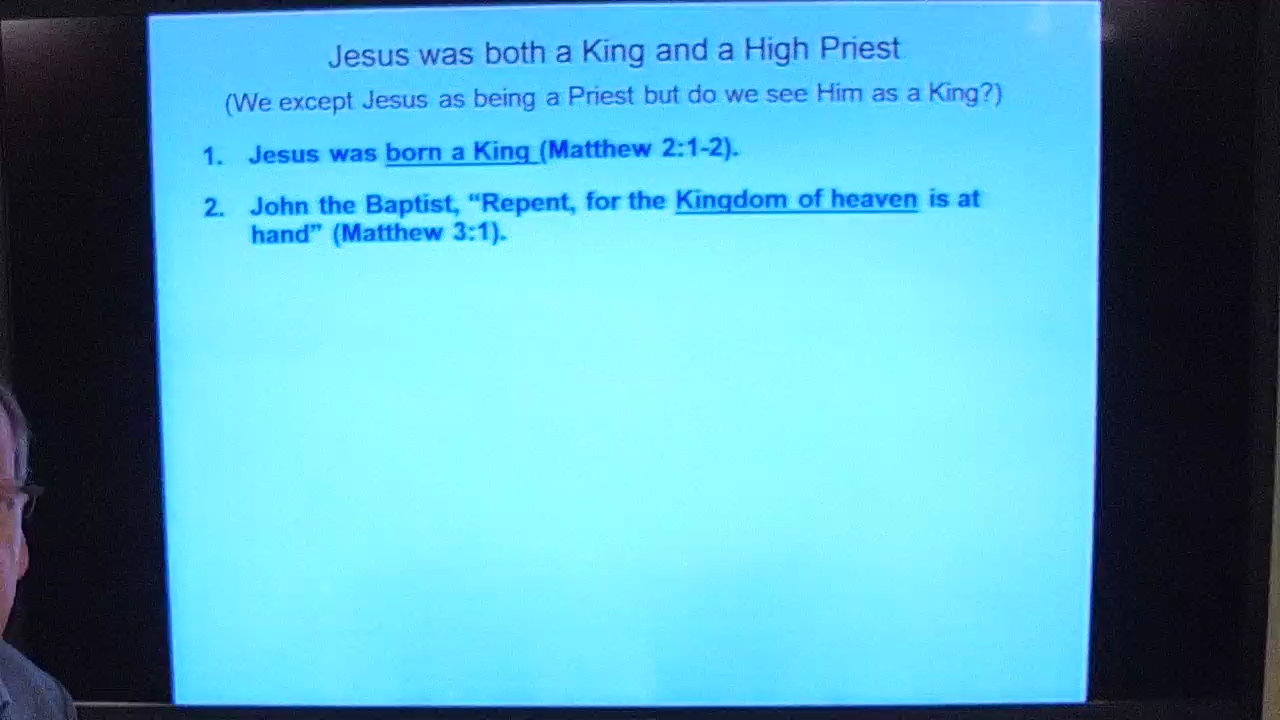 Jesus was both a King and a High Priest
(We except Jesus as being a Priest but do we see Him as a King?)
1. Jesus was born a King (Matthew 2:1-2).
2. John the Baptist, “Repent, for the Kingdom of heaven is at
hand” (Matthew 3:1).